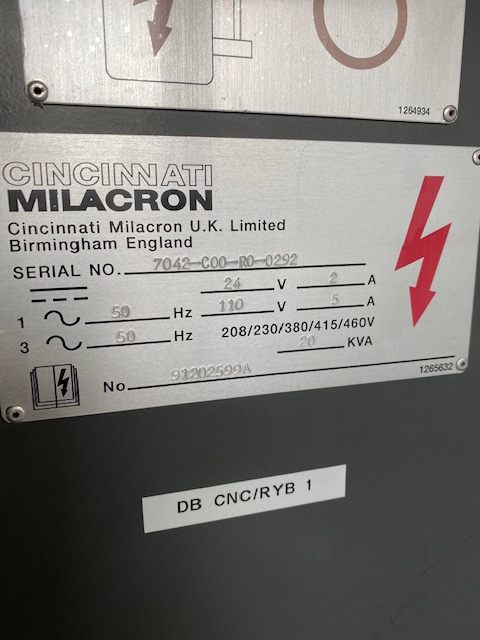 1264934
CINCINNATI
MILACRON
Cincinnati Milacron U.K. Limited
Birmingham England
SERIAL NO. 7042-C00-R0-0292
24 V 2 A
1 50 Hz 110 V 5 A
3 50 Hz 208/230/380/415/460V
20 KVA
No. 91202599A
1265632
DB CNC/RYB 1